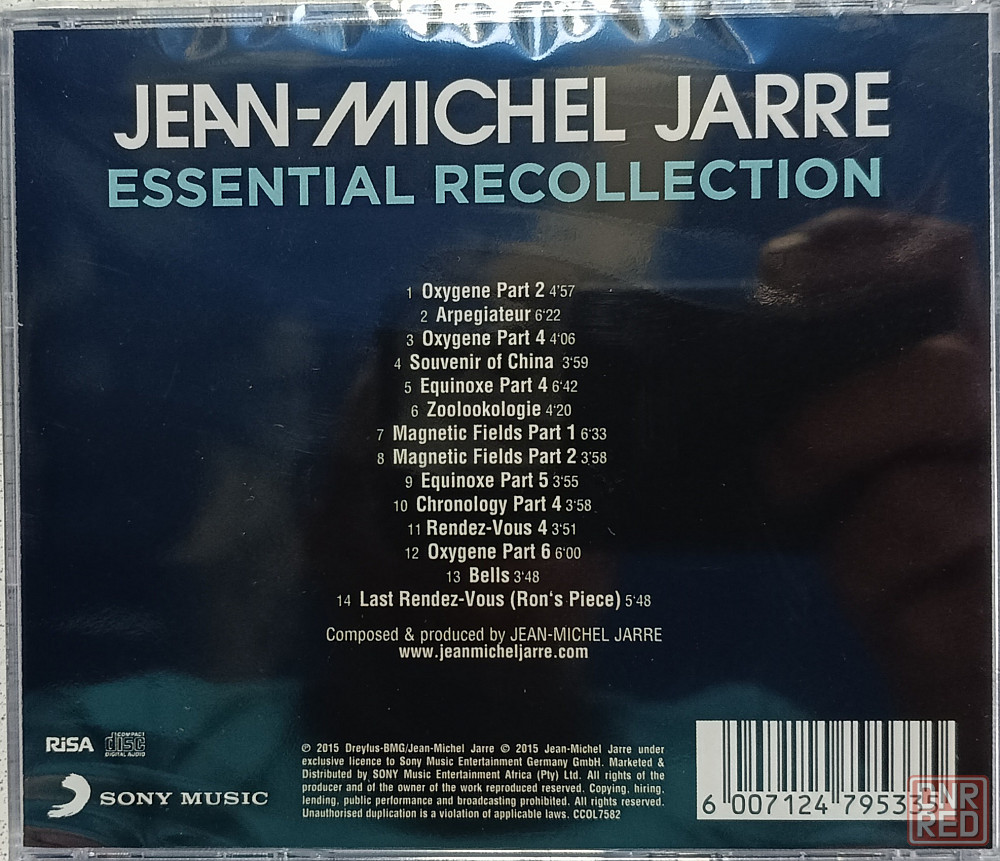 JEAN-MICHEL JARRE
ESSENTIAL RECOLLECTION
1 Oxygene Part 2 4'57
2 Arpegiateur 6'22
3 Oxygene Part 4 4'06
4 Souvenir of China 3'59
5 Equinoxe Part 4 6'42
6 Zoolookologie 4'20
7 Magnetic Fields Part 1 6'33
8 Magnetic Fields Part 2 3'58
9 Equinoxe Part 5 3'55
10 Chronology Part 4 3'58
11 Rendez-Vous 4 3'51
12 Oxygene Part 6 6'00
13 Bells 3'48
14 Last Rendez-Vous (Ron's Piece) 5'48
Composed & produced by JEAN-MICHEL JARRE
www.jeanmicheljarre.com
RiSA COMPACT disc DIGITAL AUDIO
SONY MUSIC
℗ 2015 Dreyfus-BMG/Jean-Michel Jarre © 2015 Jean-Michel Jarre under
exclusive licence to Sony Music Entertainment Germany GmbH. Marketed &
Distributed by SONY Music Entertainment Africa (Pty) Ltd. All rights of the
producer and of the owner of the work reproduced reserved. Copying, hiring,
lending, public performance and broadcasting prohibited. All rights reserved.
Unauthorised duplication is a violation of applicable laws. CCOL7582
6 007124 795335
RED